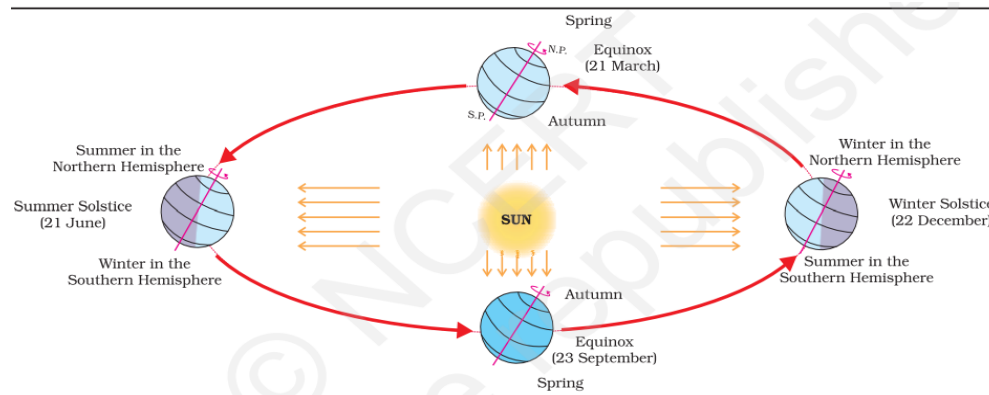 Spring
N.P.
Equinox
(21 March)
S.P.
Autumn
Summer in the
Northern Hemisphere
Summer Solstice
(21 June)
Winter in the
Southern Hemisphere
SUN
Winter in the
Northern Hemisphere
Winter Solstice
(22 December)
Summer in the
Southern Hemisphere
Autumn
Equinox
(23 September)
Spring
© NCERT
be republishe